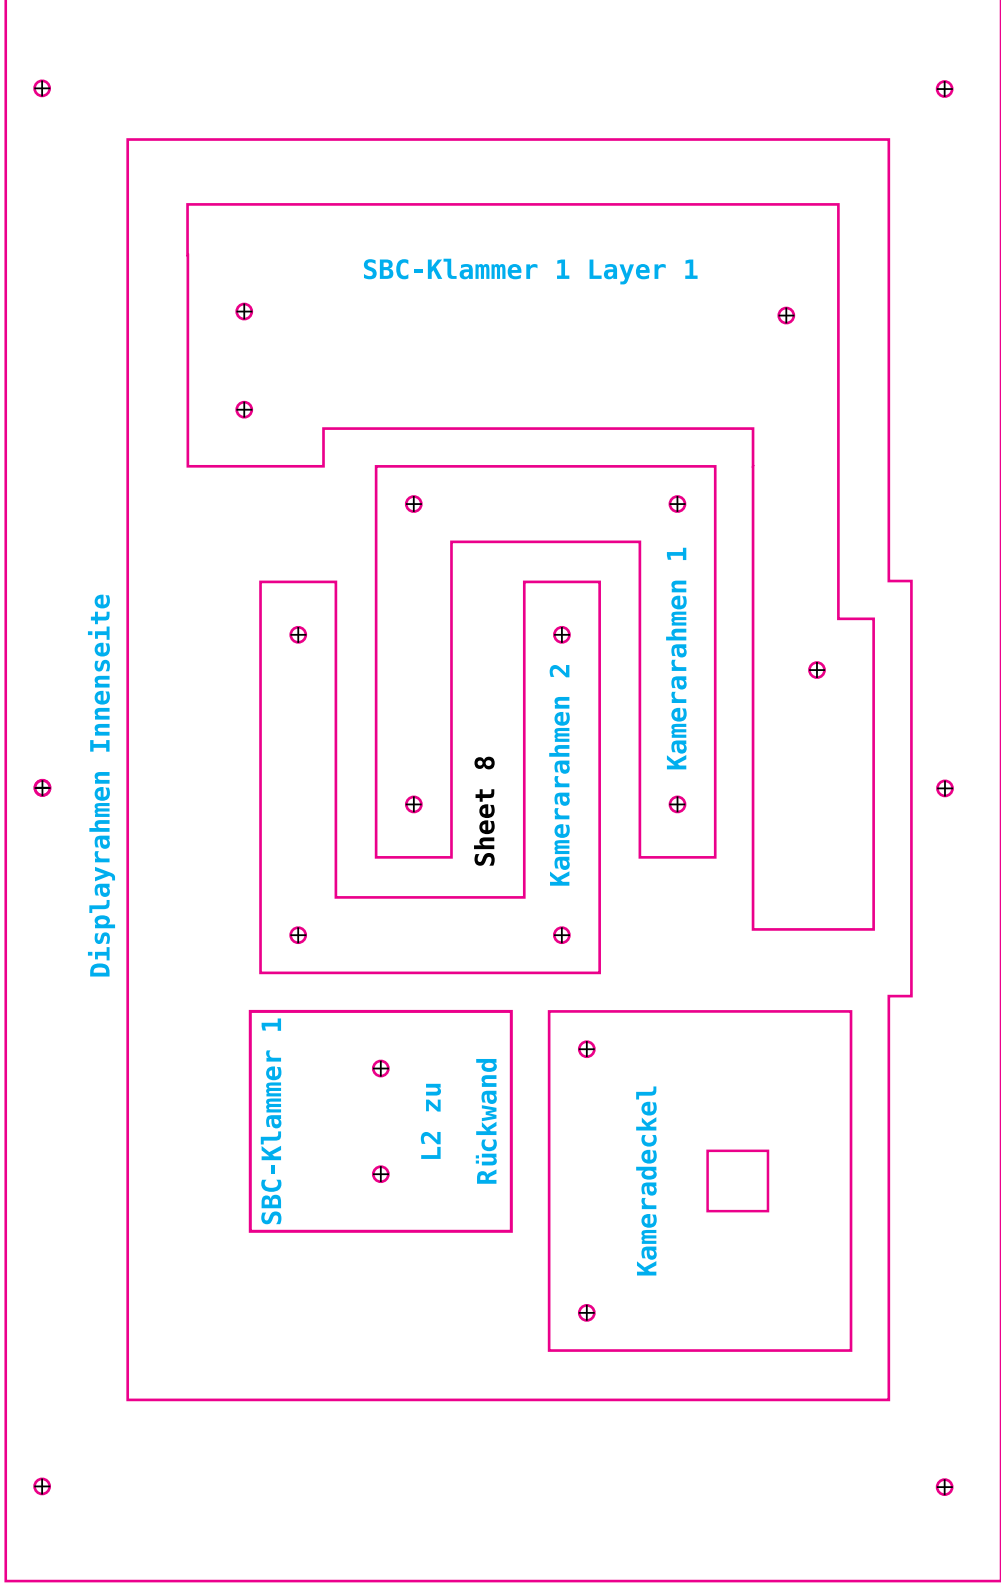 SBC-Klammer 1 Layer 1
Displayrahmen Innenseite
Kamerarahmen 1
Kamerarahmen 2
Sheet 8
SBC-Klammer 1
L2 zu
Rückwand
Kameradeckel